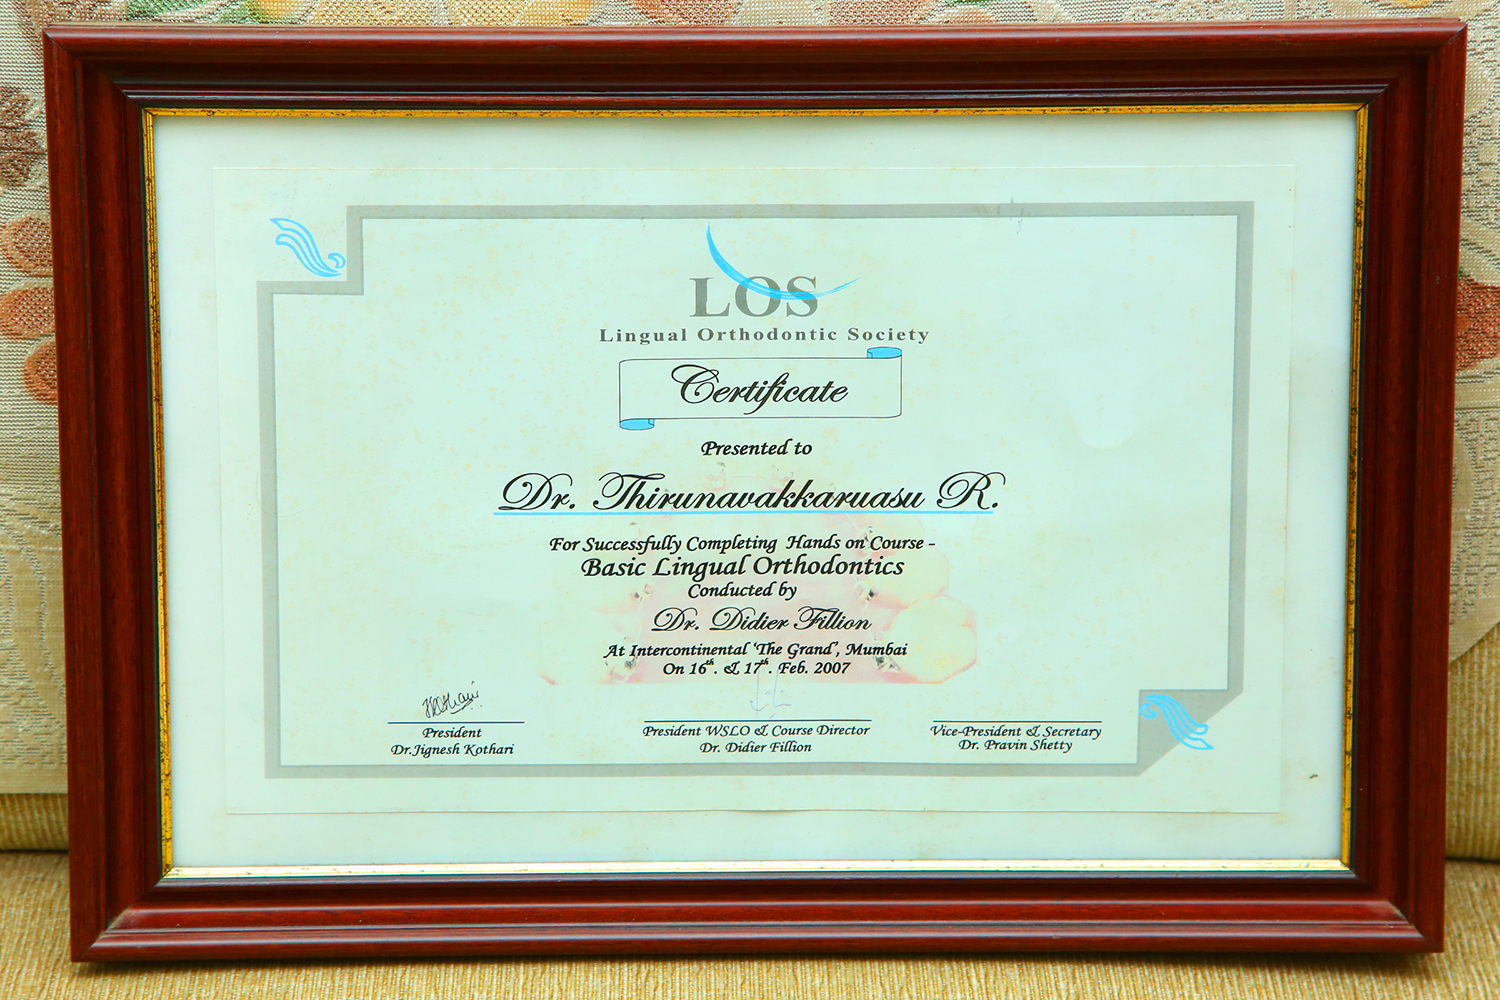 LOS
Lingual Orthodontic Society
Certificate
Presented to
Dr. Thirunavakkaruasu R.
For Successfully Completing Hands on Course -
Basic Lingual Orthodontics
Conducted by
Dr. Didier Fillion
At Intercontinental 'The Grand', Mumbai
On 16th. & 17th. Feb. 2007
President
Dr.Jignesh Kothari
President WSLO & Course Director
Dr. Didier Fillion
Vice-President & Secretary
Dr. Pravin Shetty